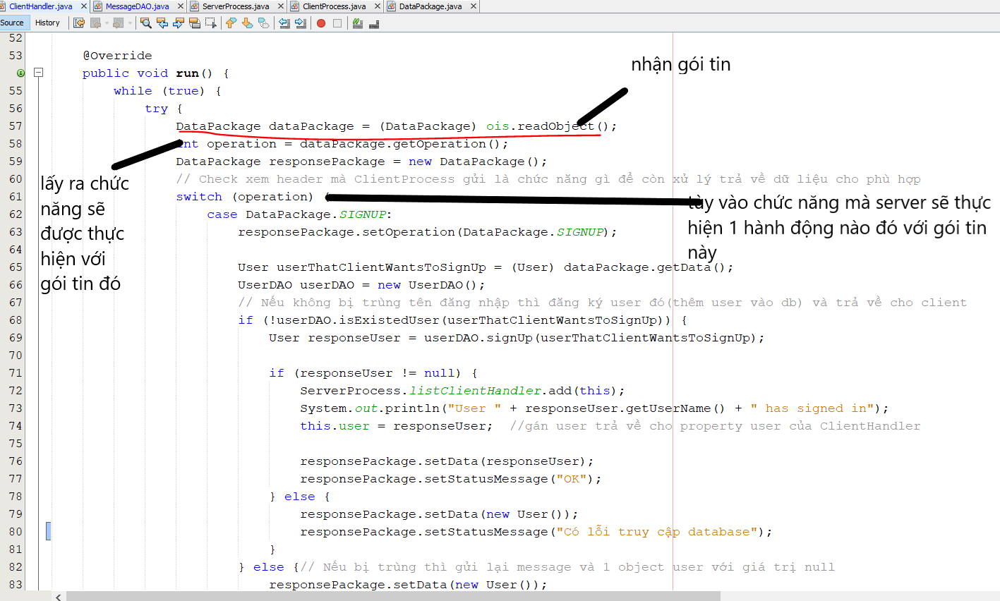 ClientHandler.java MessageDAO.java ServerProcess.java ClientProcess.java DataPackage.java
Source History
52
53 @Override
public void run() {
nhận gói tin
55 while (true) {
56 try {
57 DataPackage dataPackage = (DataPackage) ois.readObject();
58 int operation = dataPackage.getOperation();
59 DataPackage responsePackage = new DataPackage();
60 // Check xem header mà ClientProcess gửi là chức năng gì để còn xử lý trả về dữ liệu cho phù hợp
61 switch (operation) {
lấy ra chức
năng sẽ
được thực
hiện với
gói tin đó
tùy vào chức năng mà server sẽ thực
hiện 1 hành động nào đó với gói tin
này
62 case DataPackage.SIGNUP:
63 responsePackage.setOperation(DataPackage.SIGNUP);
64
65 User userThatClientWantsToSignUp = (User) dataPackage.getData();
66 UserDAO userDAO = new UserDAO();
67 // Nếu không bị trùng tên đăng nhập thì đăng ký user đó(thêm user vào db) và trả về cho client
68 if (!userDAO.isExistedUser(userThatClientWantsToSignUp)) {
69 User responseUser = userDAO.signUp(userThatClientWantsToSignUp);
70
71 if (responseUser != null) {
72 ServerProcess.listClientHandler.add(this);
73 System.out.println("User " + responseUser.getUserName() + " has signed in");
74 this.user = responseUser; //gán user trả về cho property user của ClientHandler
75
76 responsePackage.setData(responseUser);
77 responsePackage.setStatusMessage("OK");
78 } else {
79 responsePackage.setData(new User());
80 responsePackage.setStatusMessage("Có lỗi truy cập database");
81 }
82 } else {// Nếu bị trùng thì gửi lại message và 1 object user với giá trị null
83 responsePackage.setData(new User());